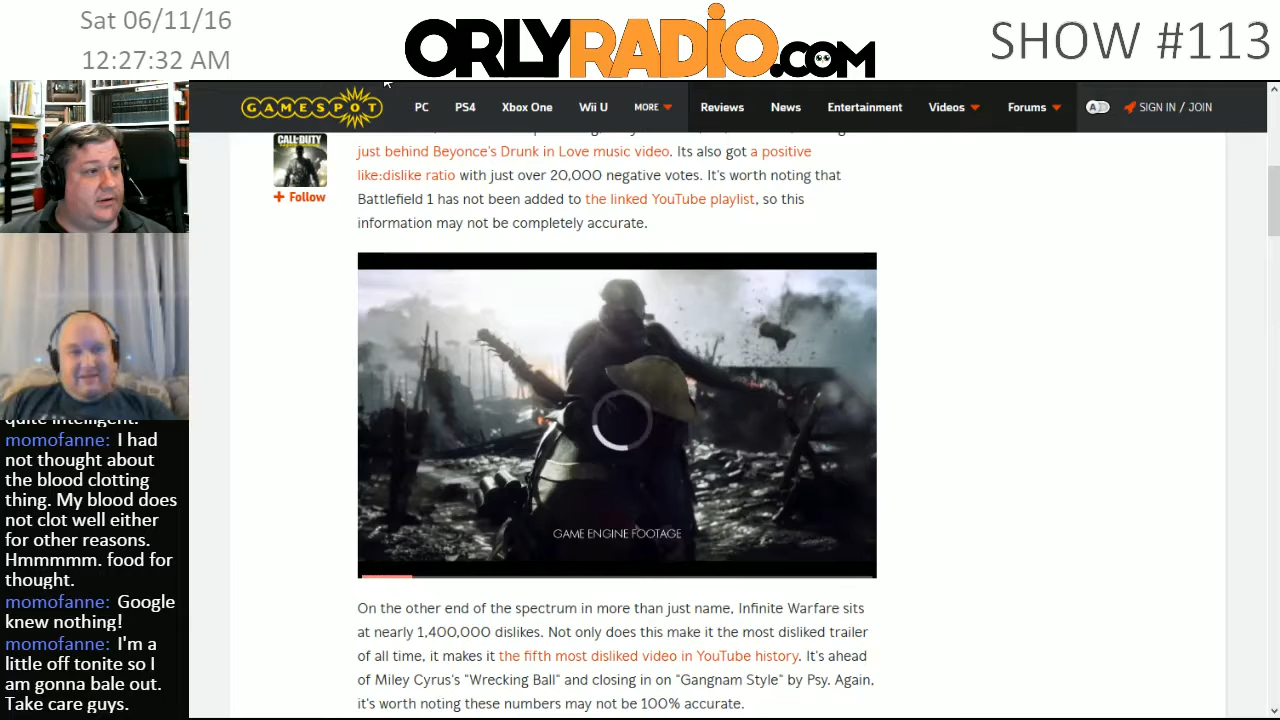 Sat 06/11/16
12:27:32 AM
ORLYRADiO.COM
SHOW #113
GAMESPOT
PC PS4 Xbox One Wii U MORE Reviews News Entertainment Videos Forums SIGN IN / JOIN
CALL DUTY
+ Follow
just behind Beyonce's Drunk in Love music video. Its also got a positive
like:dislike ratio with just over 20,000 negative votes. It's worth noting that
Battlefield 1 has not been added to the linked YouTube playlist, so this
information may not be completely accurate.
GAME ENGINE FOOTAGE
On the other end of the spectrum in more than just name, Infinite Warfare sits
at nearly 1,400,000 dislikes. Not only does this make it the most disliked trailer
of all time, it makes it the fifth most disliked video in YouTube history. It's ahead
of Miley Cyrus's "Wrecking Ball" and closing in on "Gangnam Style" by Psy. Again,
it's worth noting these numbers may not be 100% accurate.
quite intelligent.
momofanne: I had
not thought about
the blood clotting
thing. My blood does
not clot well either
for other reasons.
Hmmmmm. food for
thought.
momofanne: Google
knew nothing!
momofanne: I'm a
little off tonite so I
am gonna bale out.
Take care guys.